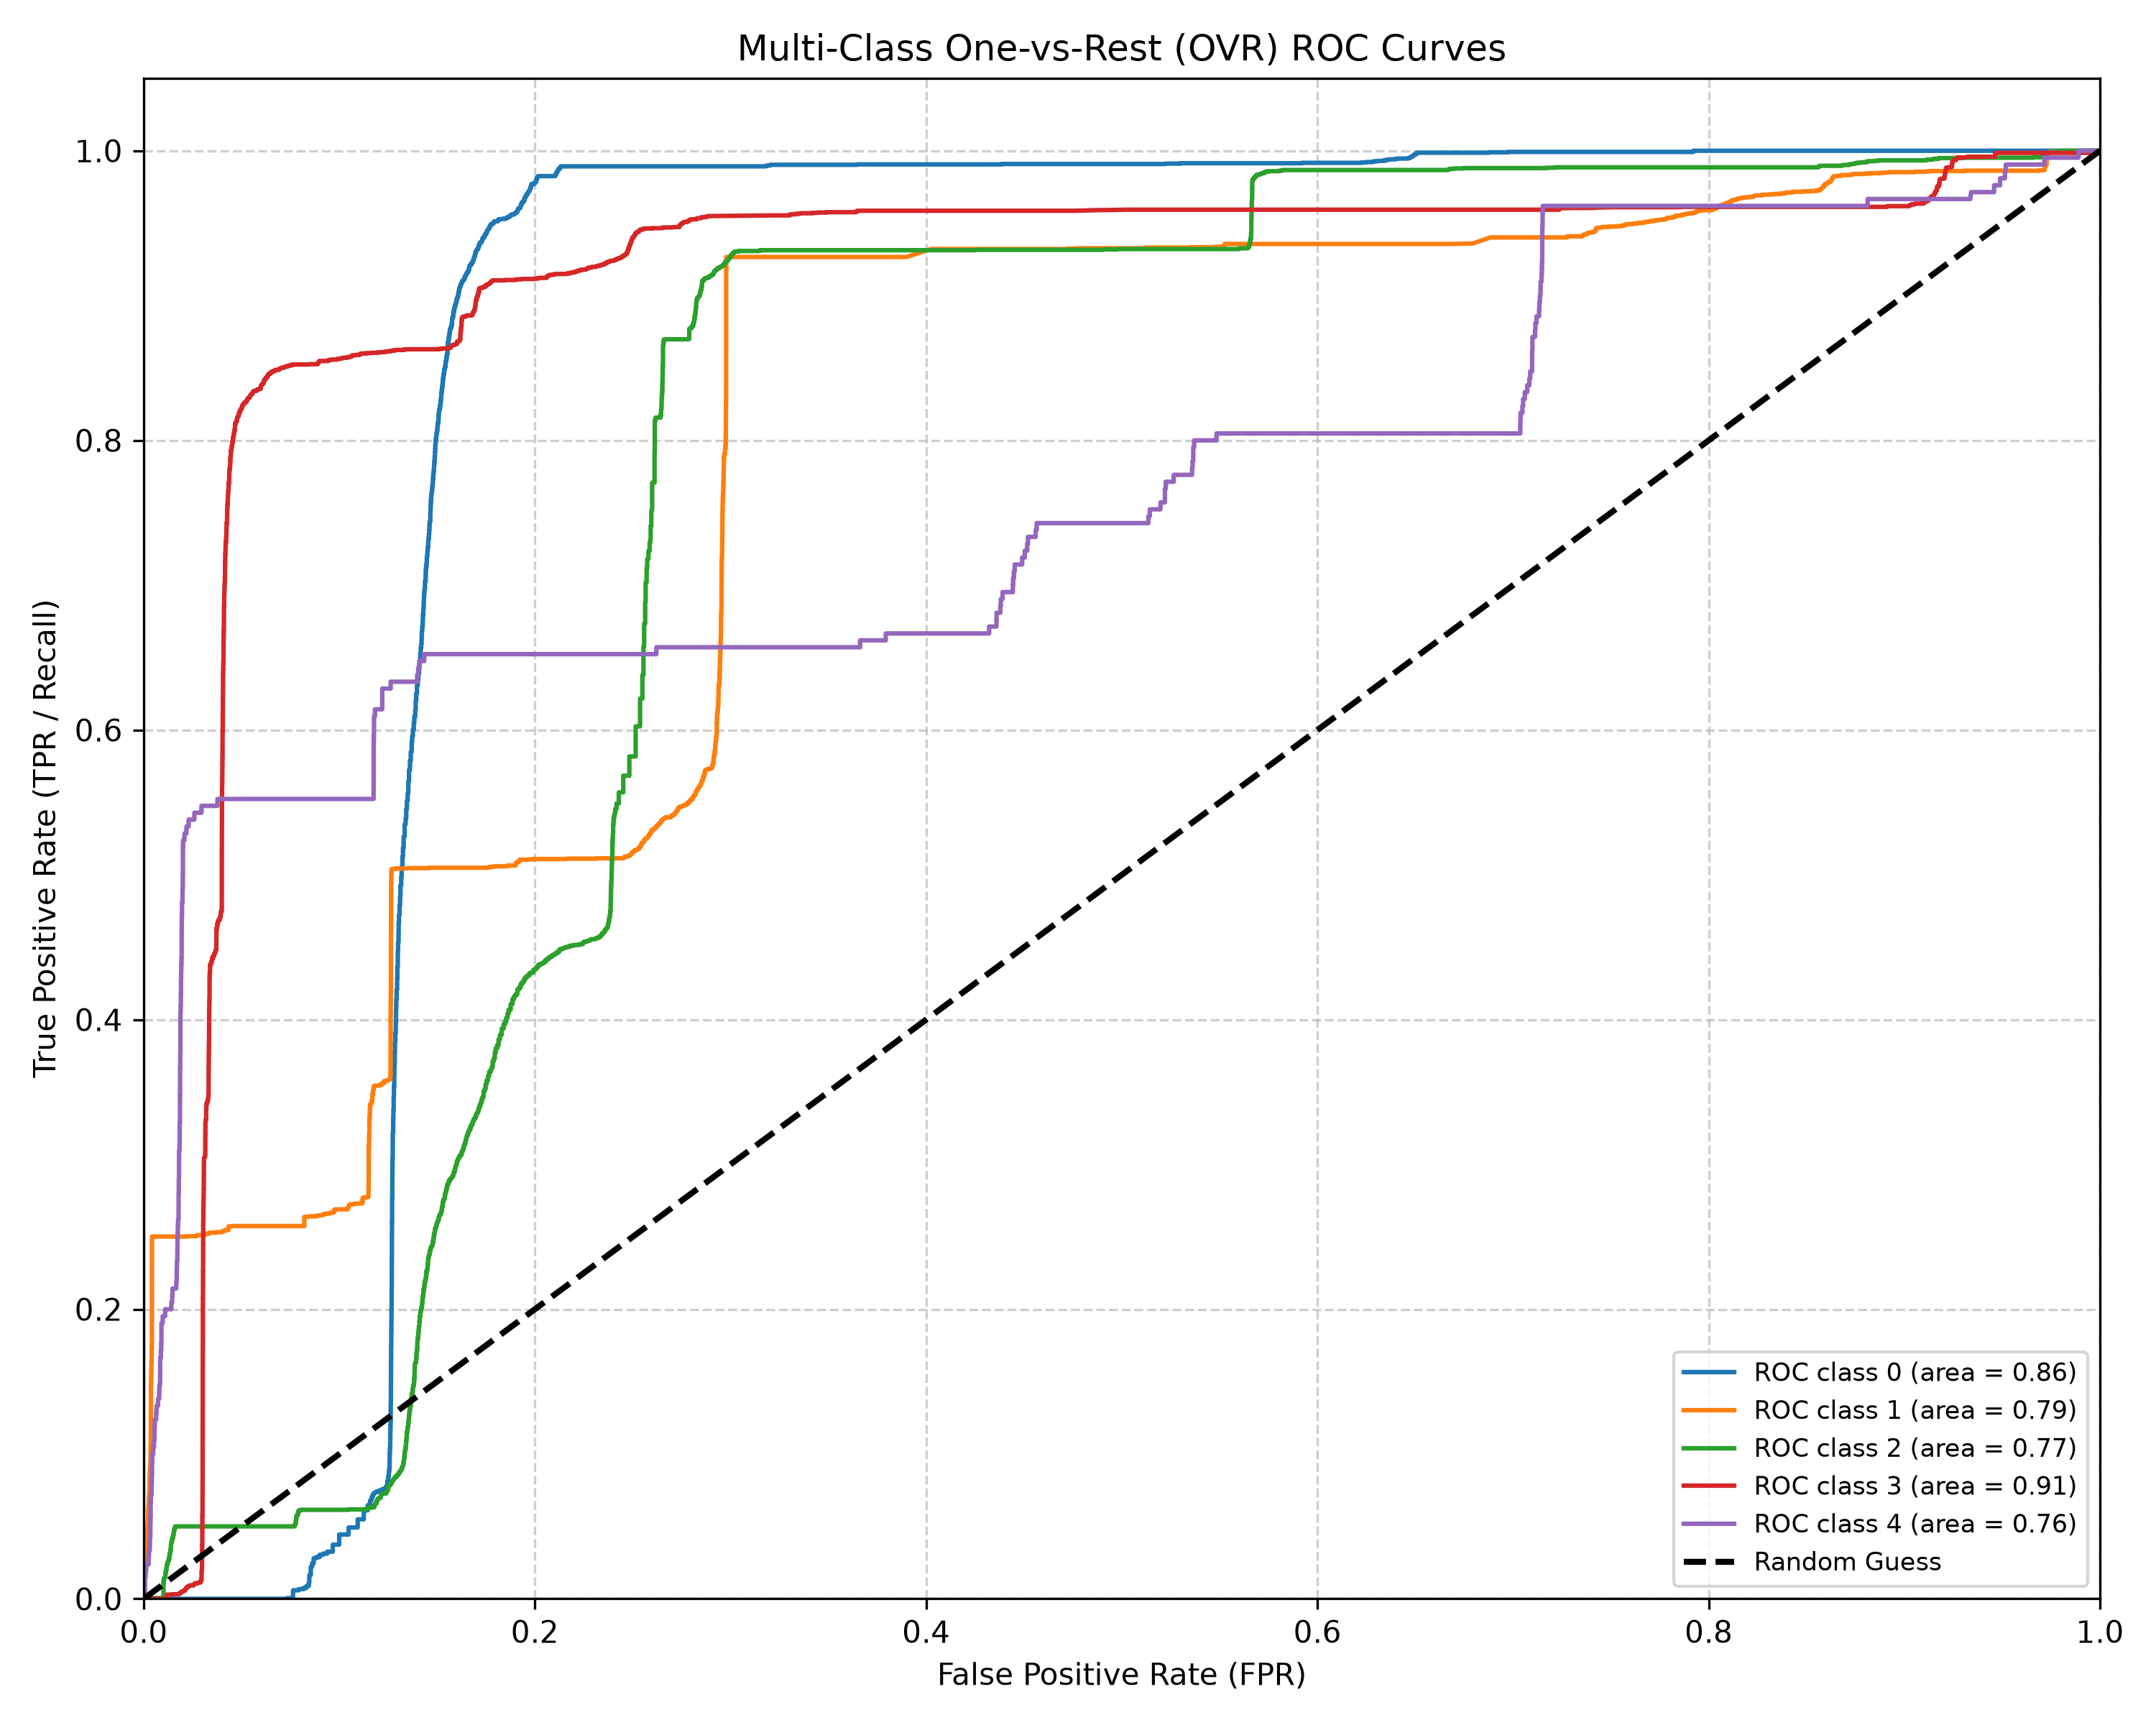 Multi-Class One-vs-Rest (OVR) ROC Curves
True Positive Rate (TPR / Recall)
1.0
0.8
0.6
0.4
0.2
0.0
0.0 0.2 0.4 0.6 0.8 1.0
False Positive Rate (FPR)
ROC class 0 (area = 0.86)
ROC class 1 (area = 0.79)
ROC class 2 (area = 0.77)
ROC class 3 (area = 0.91)
ROC class 4 (area = 0.76)
Random Guess